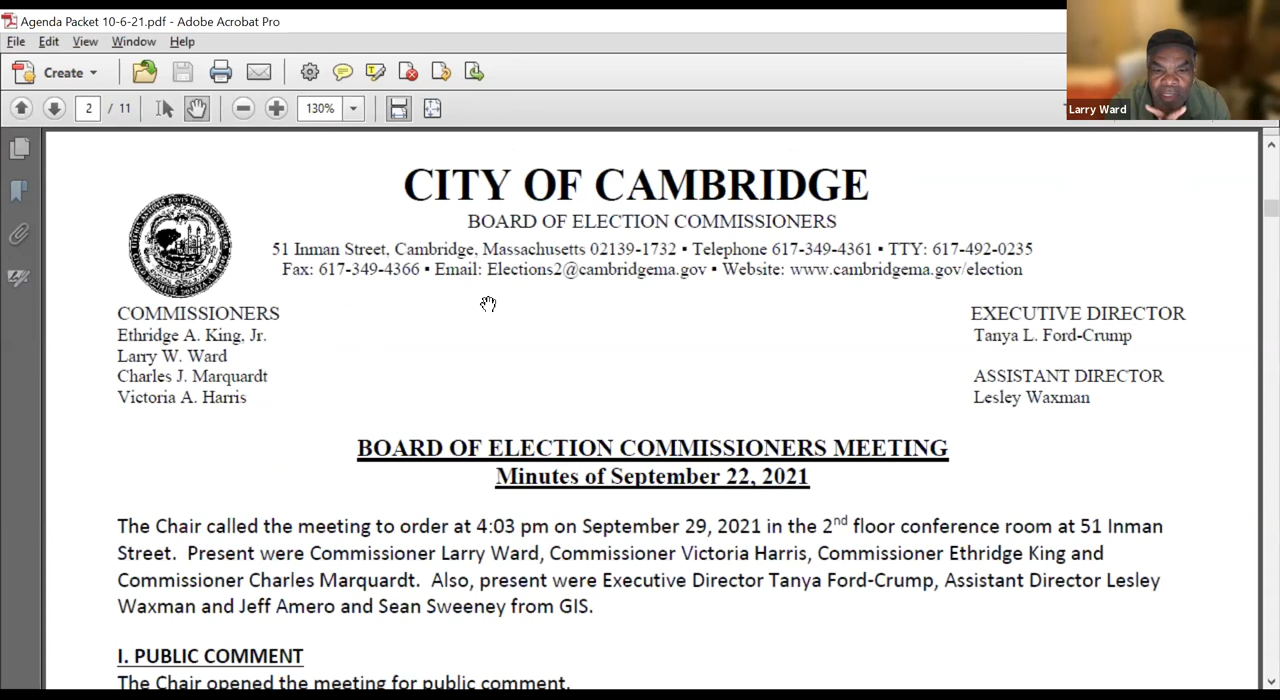 Agenda Packet 10-6-21.pdf - Adobe Acrobat Pro
File Edit View Window Help
Create
2 / 11 130%
Larry Ward
CITY OF CAMBRIDGE
BOARD OF ELECTION COMMISSIONERS
51 Inman Street, Cambridge, Massachusetts 02139-1732 ▪ Telephone 617-349-4361 ▪ TTY: 617-492-0235
Fax: 617-349-4366 ▪ Email: Elections2@cambridgema.gov ▪ Website: www.cambridgema.gov/election
COMMISSIONERS
Ethridge A. King, Jr.
Larry W. Ward
Charles J. Marquardt
Victoria A. Harris
EXECUTIVE DIRECTOR
Tanya L. Ford-Crump
ASSISTANT DIRECTOR
Lesley Waxman
BOARD OF ELECTION COMMISSIONERS MEETING
Minutes of September 22, 2021
The Chair called the meeting to order at 4:03 pm on September 29, 2021 in the 2nd floor conference room at 51 Inman
Street.  Present were Commissioner Larry Ward, Commissioner Victoria Harris, Commissioner Ethridge King and
Commissioner Charles Marquardt.  Also, present were Executive Director Tanya Ford-Crump, Assistant Director Lesley
Waxman and Jeff Amero and Sean Sweeney from GIS.
I. PUBLIC COMMENT
The Chair opened the meeting for public comment.